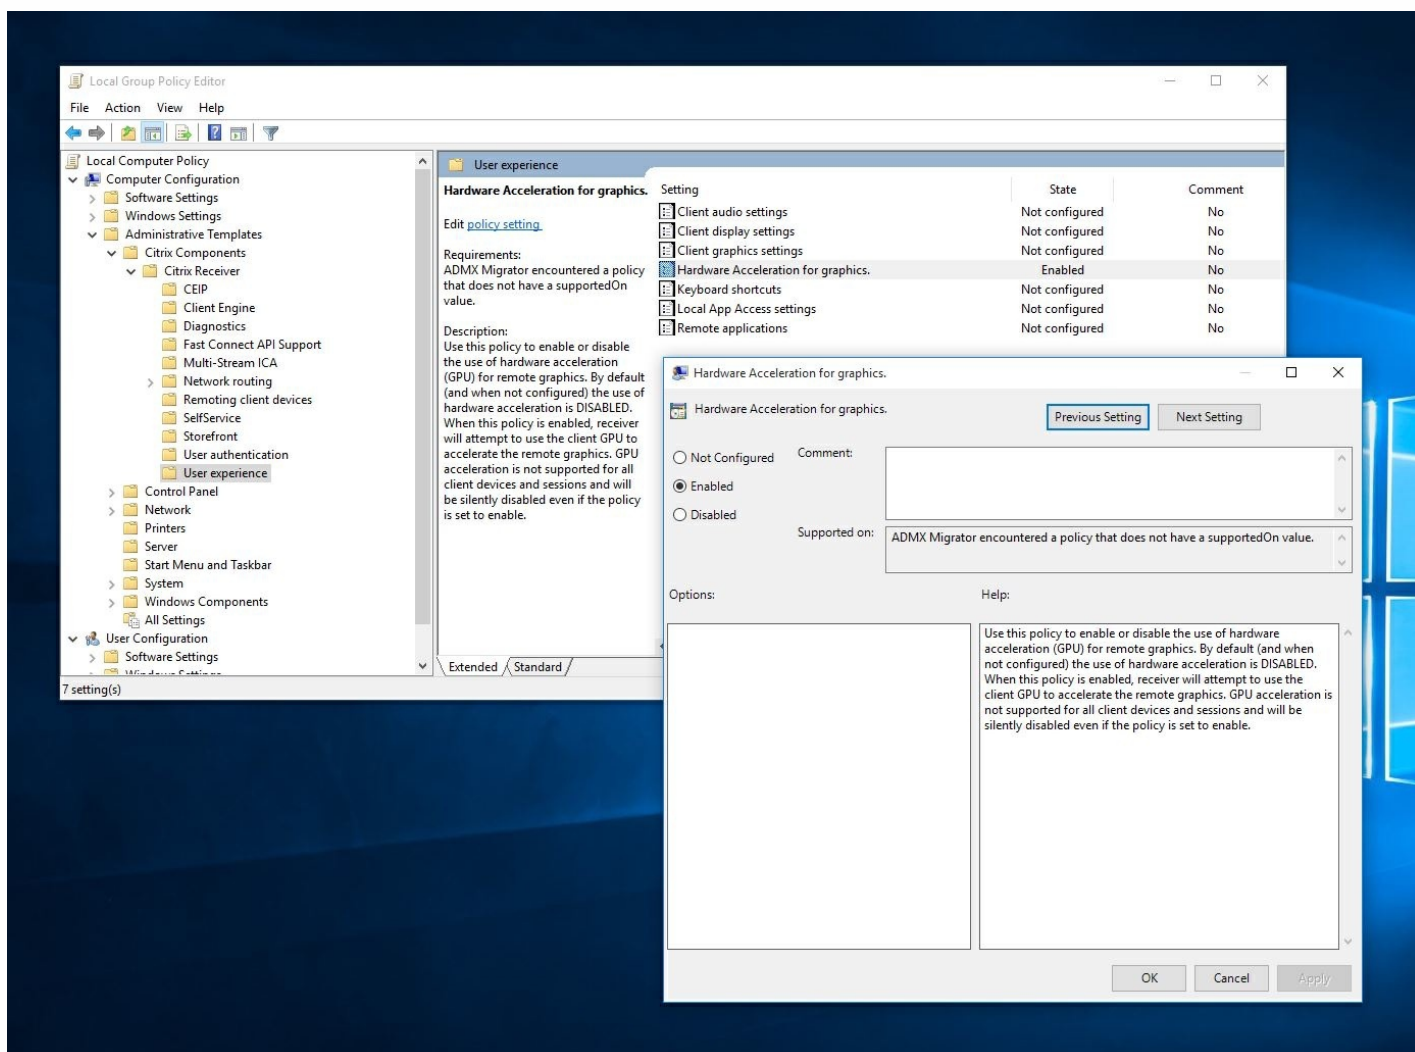 Local Group Policy Editor
File Action View Help
Local Computer Policy
Computer Configuration
Software Settings
Windows Settings
Administrative Templates
Citrix Components
Citrix Receiver
CEIP
Client Engine
Diagnostics
Fast Connect API Support
Multi-Stream ICA
Network routing
Remoting client devices
SelfService
Storefront
User authentication
User experience
Control Panel
Network
Printers
Server
Start Menu and Taskbar
System
Windows Components
All Settings
User Configuration
Software Settings
Windows Settings
7 setting(s)
User experience
Hardware Acceleration for graphics.
Edit policy setting
Requirements:
ADMX Migrator encountered a policy
that does not have a supportedOn
value.
Description:
Use this policy to enable or disable
the use of hardware acceleration
(GPU) for remote graphics. By default
(and when not configured) the use of
hardware acceleration is DISABLED.
When this policy is enabled, receiver
will attempt to use the client GPU to
accelerate the remote graphics. GPU
acceleration is not supported for all
client devices and sessions and will
be silently disabled even if the policy
is set to enable.
Setting State Comment
Client audio settings Not configured No
Client display settings Not configured No
Client graphics settings Not configured No
Hardware Acceleration for graphics. Enabled No
Keyboard shortcuts Not configured No
Local App Access settings Not configured No
Remote applications Not configured No
Extended Standard
Hardware Acceleration for graphics.
Hardware Acceleration for graphics.
Previous Setting Next Setting
Not Configured Comment:
Enabled
Disabled
Supported on: ADMX Migrator encountered a policy that does not have a supportedOn value.
Options: Help:
Use this policy to enable or disable the use of hardware
acceleration (GPU) for remote graphics. By default (and when
not configured) the use of hardware acceleration is DISABLED.
When this policy is enabled, receiver will attempt to use the
client GPU to accelerate the remote graphics. GPU acceleration is
not supported for all client devices and sessions and will be
silently disabled even if the policy is set to enable.
OK Cancel Apply